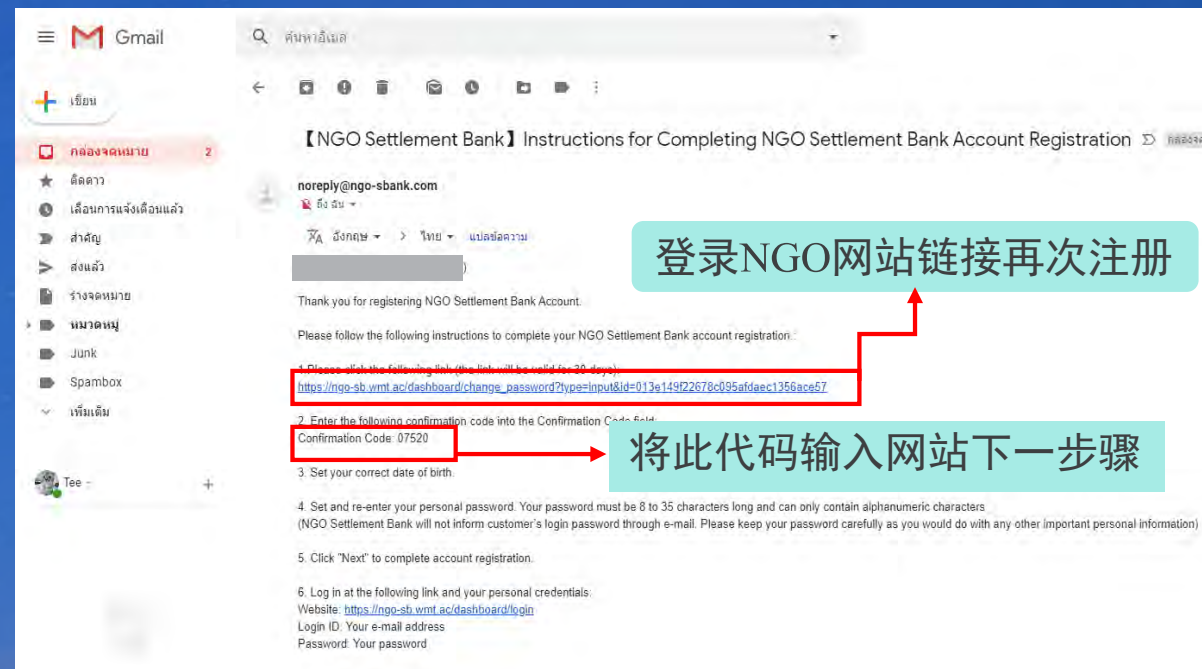 Gmail
ค้นหาอีเมล
เขียน
กล่องจดหมาย 2
ติดดาว
เลื่อนการแจ้งเตือนแล้ว
สำคัญ
ส่งแล้ว
ร่างจดหมาย
หมวดหมู่
Junk
Spambox
เพิ่มเติม
Tee -
【NGO Settlement Bank】Instructions for Completing NGO Settlement Bank Account Registration
noreply@ngo-sbank.com
ถึง ฉัน
อังกฤษ > ไทย แปลข้อความ
)
登录NGO网站链接再次注册
Thank you for registering NGO Settlement Bank Account.
Please follow the following instructions to complete your NGO Settlement Bank account registration.
1.Please click the following link (the link will be valid for 30 days):
https://ngo-sb.wmt.ac/dashboard/change_password?type=input&id=013e149f22678c095afdaec1356ace57
2. Enter the following confirmation code into the Confirmation Code field:
Confirmation Code: 07520
将此代码输入网站下一步骤
3. Set your correct date of birth.
4. Set and re-enter your personal password. Your password must be 8 to 35 characters long and can only contain alphanumeric characters
(NGO Settlement Bank will not inform customer's login password through e-mail. Please keep your password carefully as you would do with any other important personal information)
5. Click "Next" to complete account registration.
6. Log in at the following link and your personal credentials:
Website: https://ngo-sb.wmt.ac/dashboard/login
Login ID: Your e-mail address
Password: Your password